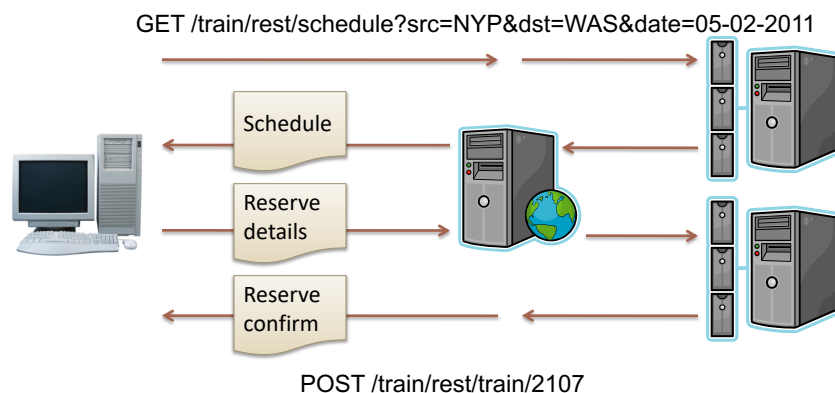 GET /train/rest/schedule?src=NYP&dst=WAS&date=05-02-2011
Schedule
Reserve
details
Reserve
confirm
POST /train/rest/train/2107